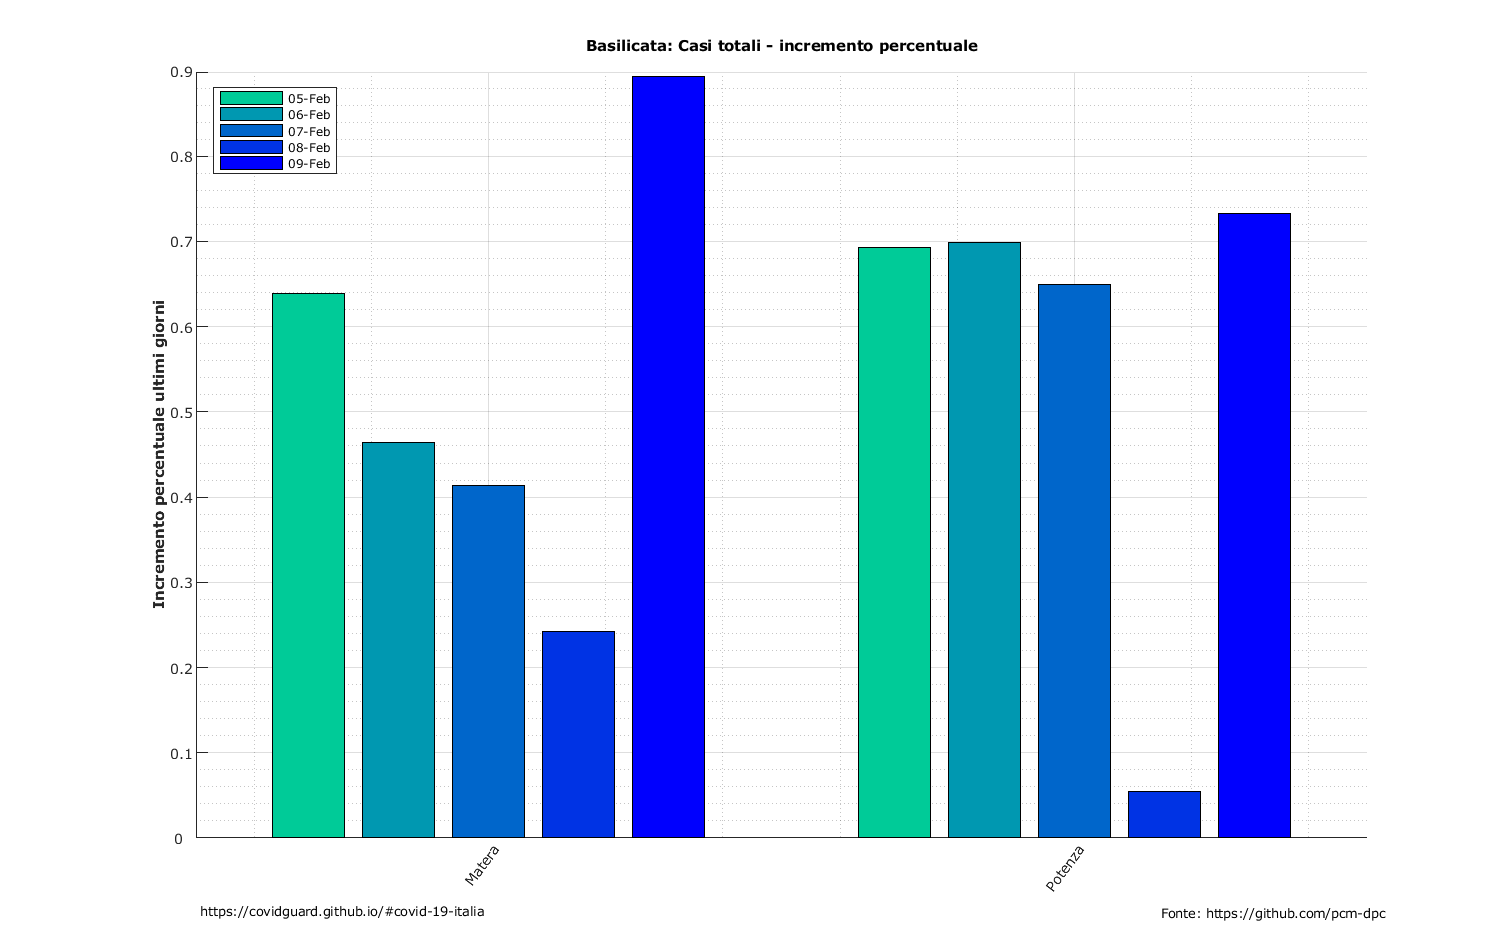 Basilicata: Casi totali - incremento percentuale
Incremento percentuale ultimi giorni
0.9
0.8
0.7
0.6
0.5
0.4
0.3
0.2
0.1
0
05-Feb
06-Feb
07-Feb
08-Feb
09-Feb
Matera
Potenza
https://covidguard.github.io/#covid-19-italia
Fonte: https://github.com/pcm-dpc